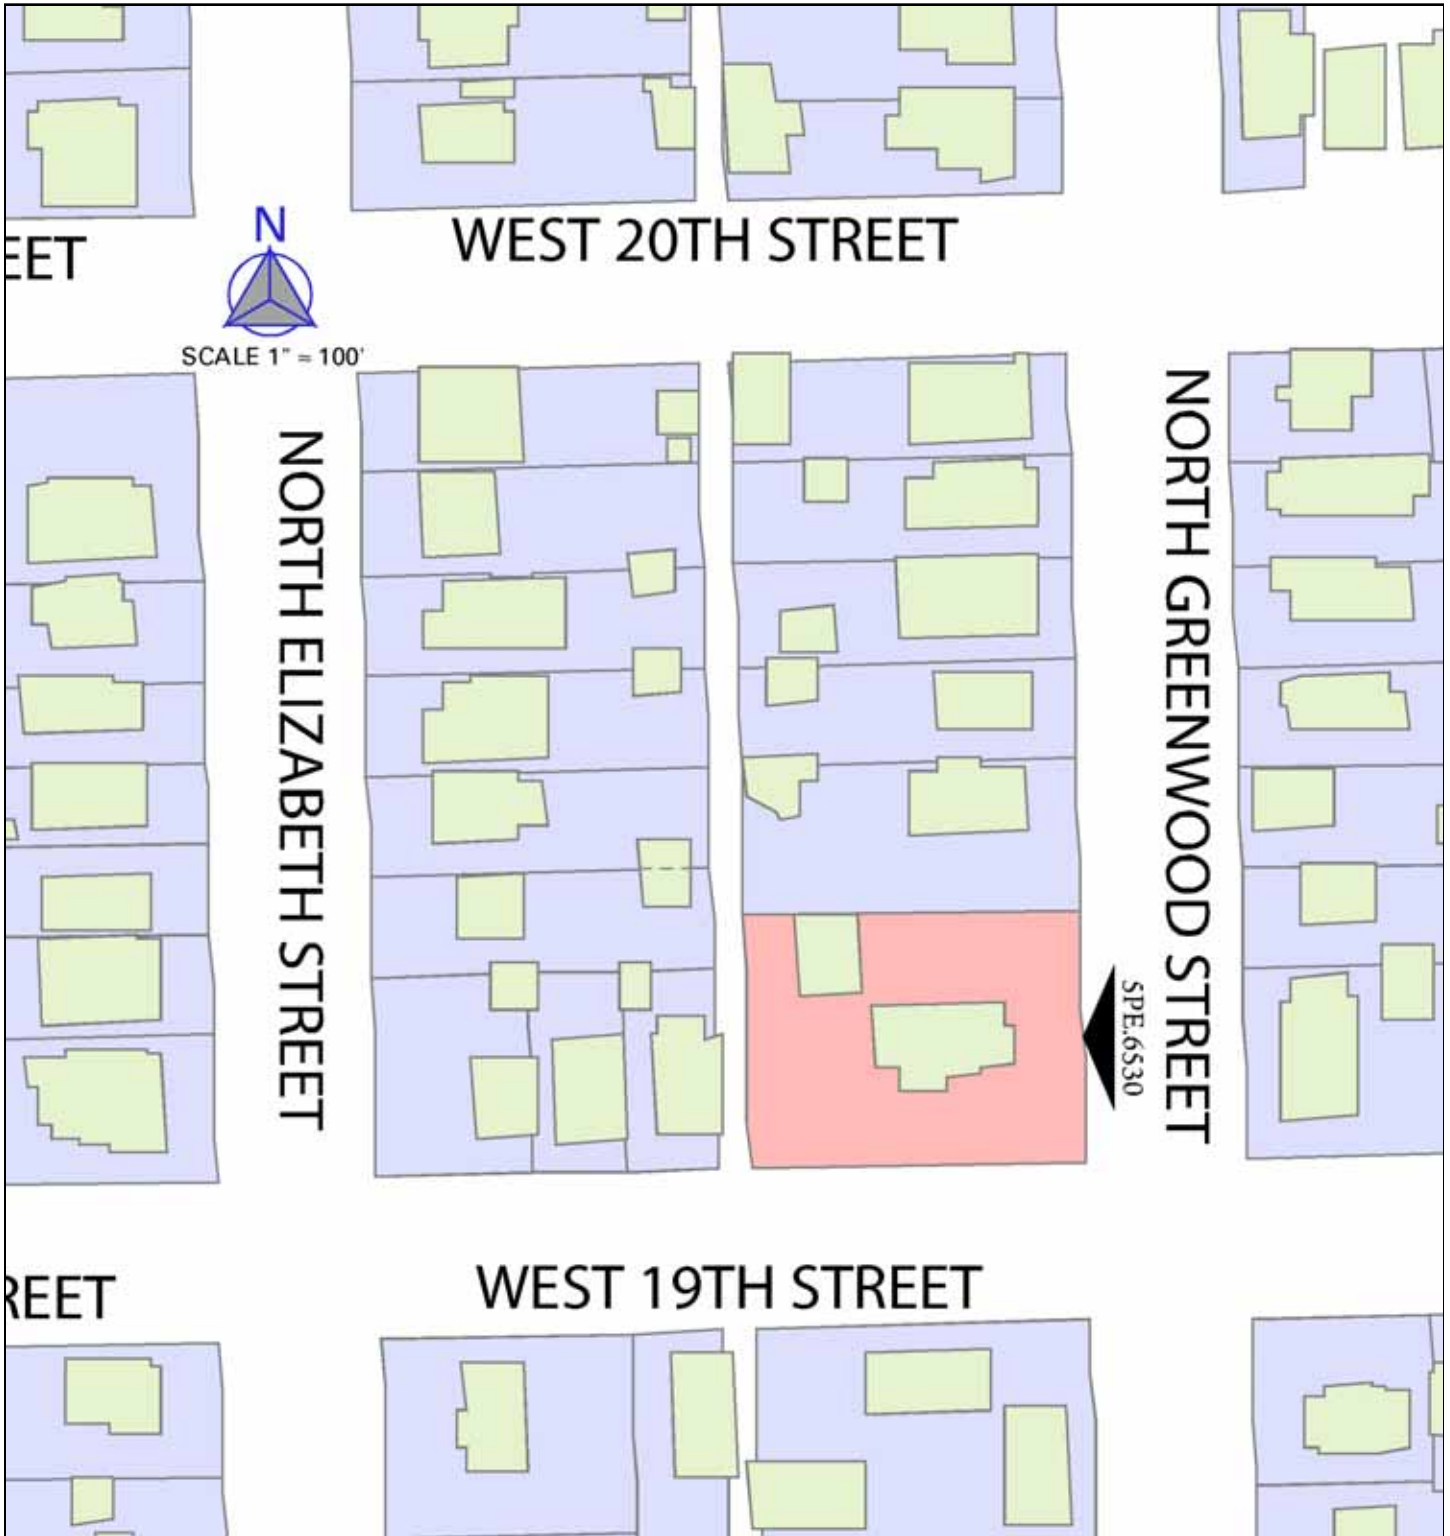 WEST 20TH STREET
EET
N
SCALE 1" = 100'
NORTH ELIZABETH STREET
NORTH GREENWOOD STREET
SPE.6530
REET
WEST 19TH STREET